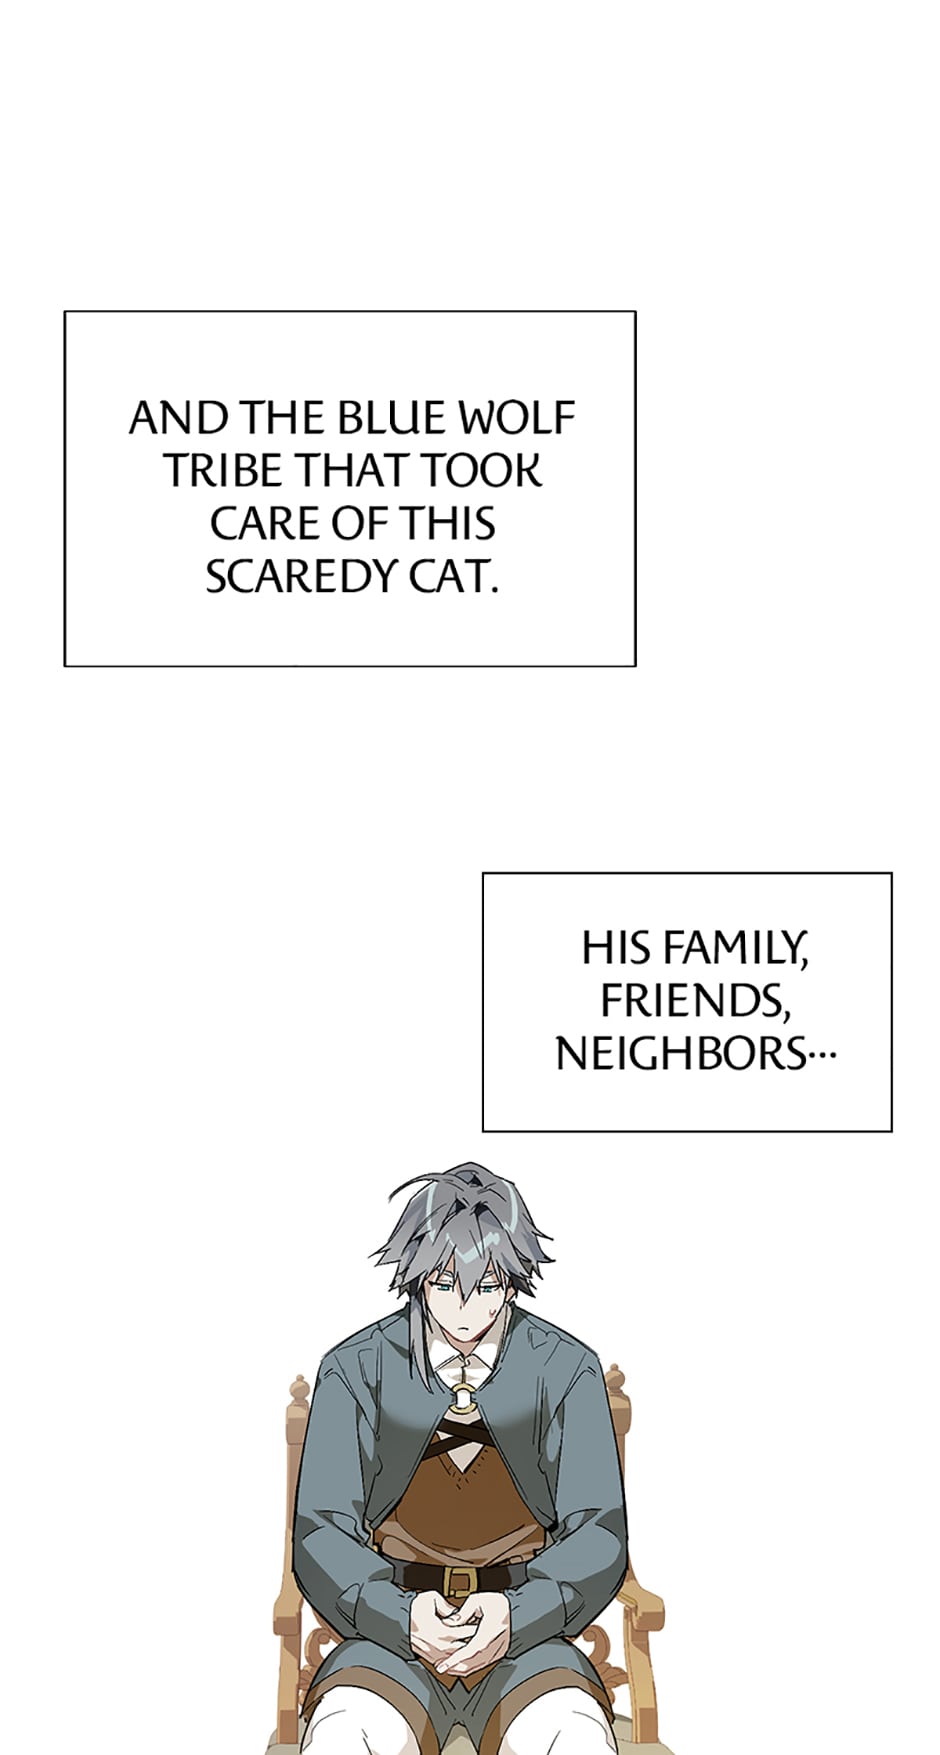 AND THE BLUE WOLF
TRIBE THAT TOOK
CARE OF THIS
SCAREDY CAT.
HIS FAMILY,
FRIENDS,
NEIGHBORS⋯